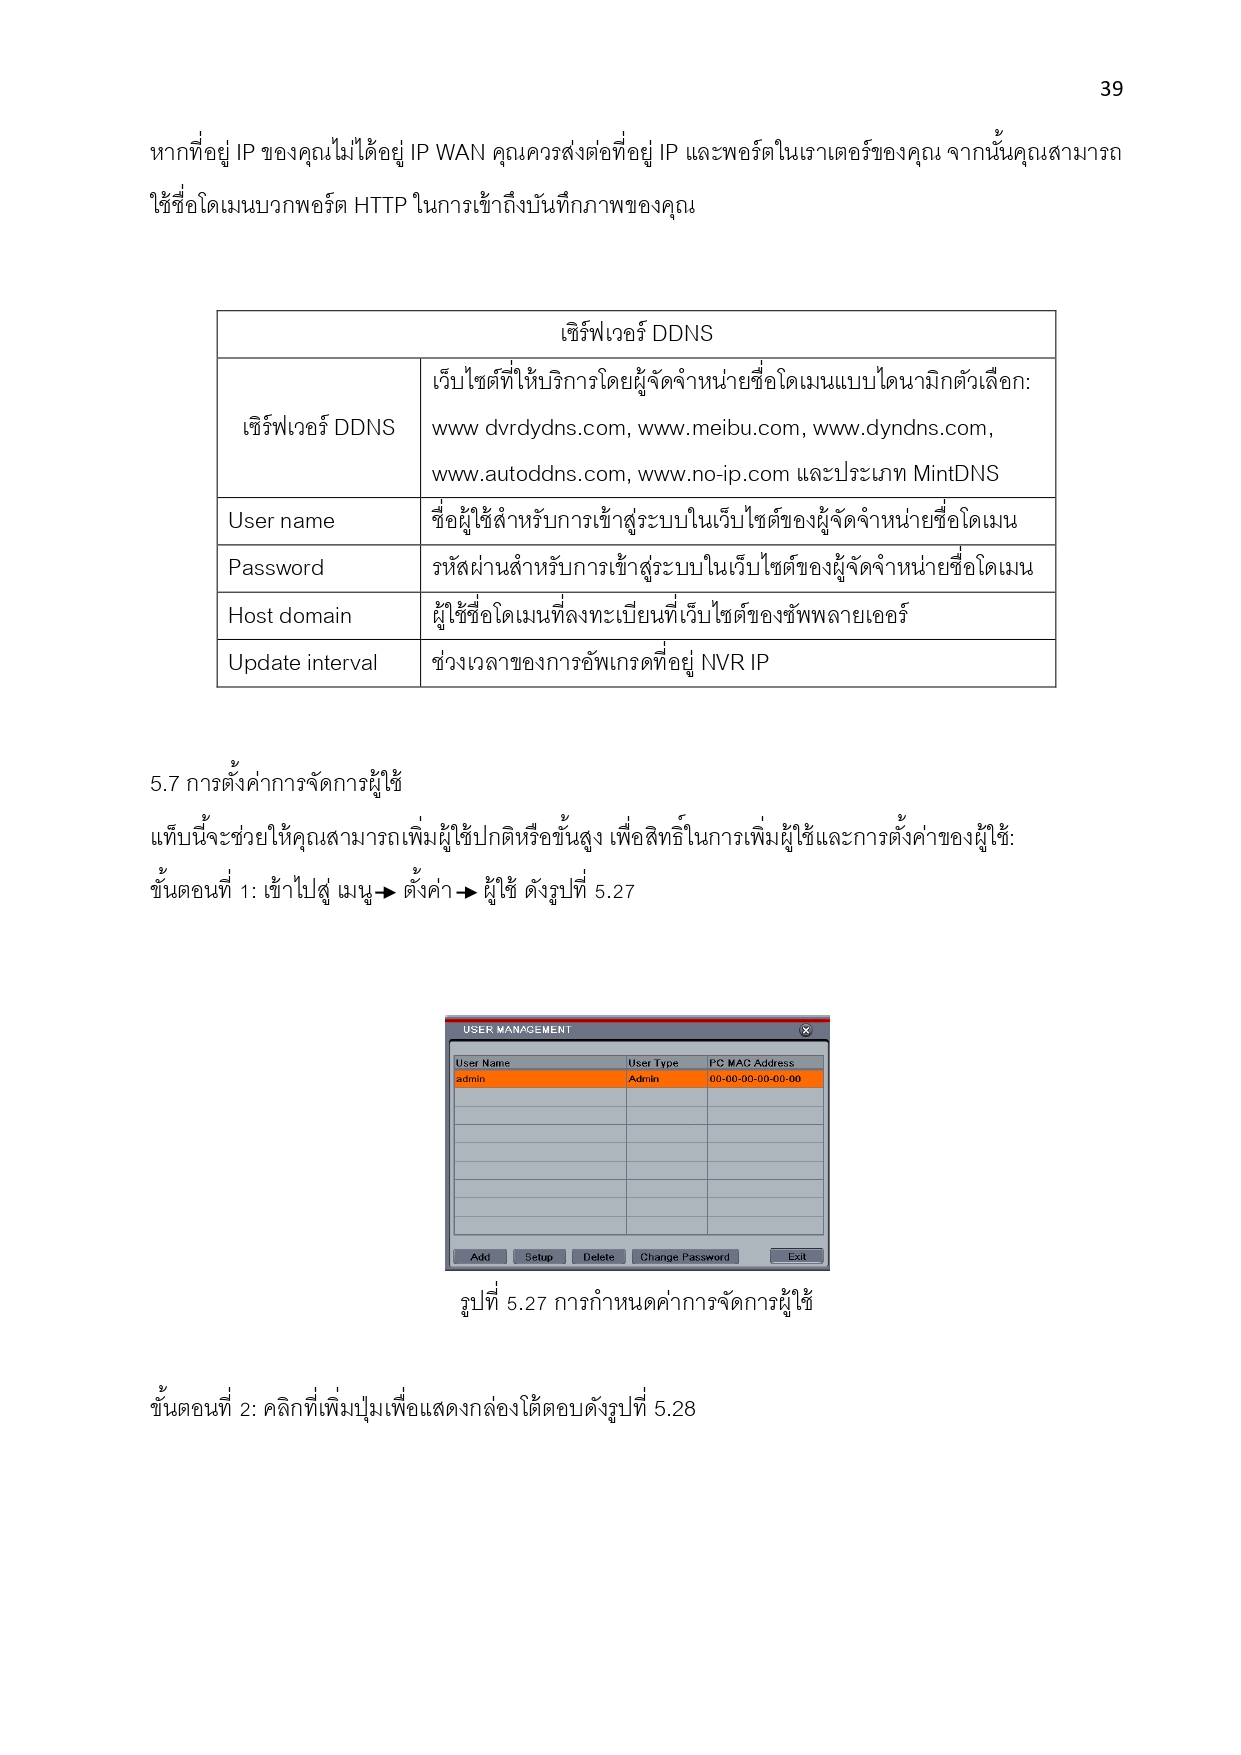 39
หากที่อยู่ IP ของคุณไม่ได้อยู่ IP WAN คุณควรส่งต่อที่อยู่ IP และพอร์ตในเราเตอร์ของคุณ จากนั้นคุณสามารถ
ใช้ชื่อโดเมนบวกพอร์ต HTTP ในการเข้าถึงบันทึกภาพของคุณ
เซิร์ฟเวอร์ DDNS
เว็บไซต์ที่ให้บริการโดยผู้จัดจำหน่ายชื่อโดเมนแบบไดนามิกตัวเลือก:
เซิร์ฟเวอร์ DDNS www dvrdydns.com, www.meibu.com, www.dyndns.com,
www.autoddns.com, www.no-ip.com และประเภท MintDNS
User name ชื่อผู้ใช้สำหรับการเข้าสู่ระบบในเว็บไซต์ของผู้จัดจำหน่ายชื่อโดเมน
Password รหัสผ่านสำหรับการเข้าสู่ระบบในเว็บไซต์ของผู้จัดจำหน่ายชื่อโดเมน
Host domain ผู้ใช้ชื่อโดเมนที่ลงทะเบียนที่เว็บไซต์ของซัพพลายเออร์
Update interval ช่วงเวลาของการอัพเกรดที่อยู่ NVR IP
5.7 การตั้งค่าการจัดการผู้ใช้
แท็บนี้จะช่วยให้คุณสามารถเพิ่มผู้ใช้ปกติหรือขั้นสูง เพื่อสิทธิ์ในการเพิ่มผู้ใช้และการตั้งค่าของผู้ใช้:
ขั้นตอนที่ 1: เข้าไปสู่ เมนู → ตั้งค่า → ผู้ใช้ ดังรูปที่ 5.27
USER MANAGEMENT
User Name User Type PC MAC Address
admin Admin 00-00-00-00-00-00
Add Setup Delete Change Password Exit
รูปที่ 5.27 การกำหนดค่าการจัดการผู้ใช้
ขั้นตอนที่ 2: คลิกที่เพิ่มปุ่มเพื่อแสดงกล่องโต้ตอบดังรูปที่ 5.28